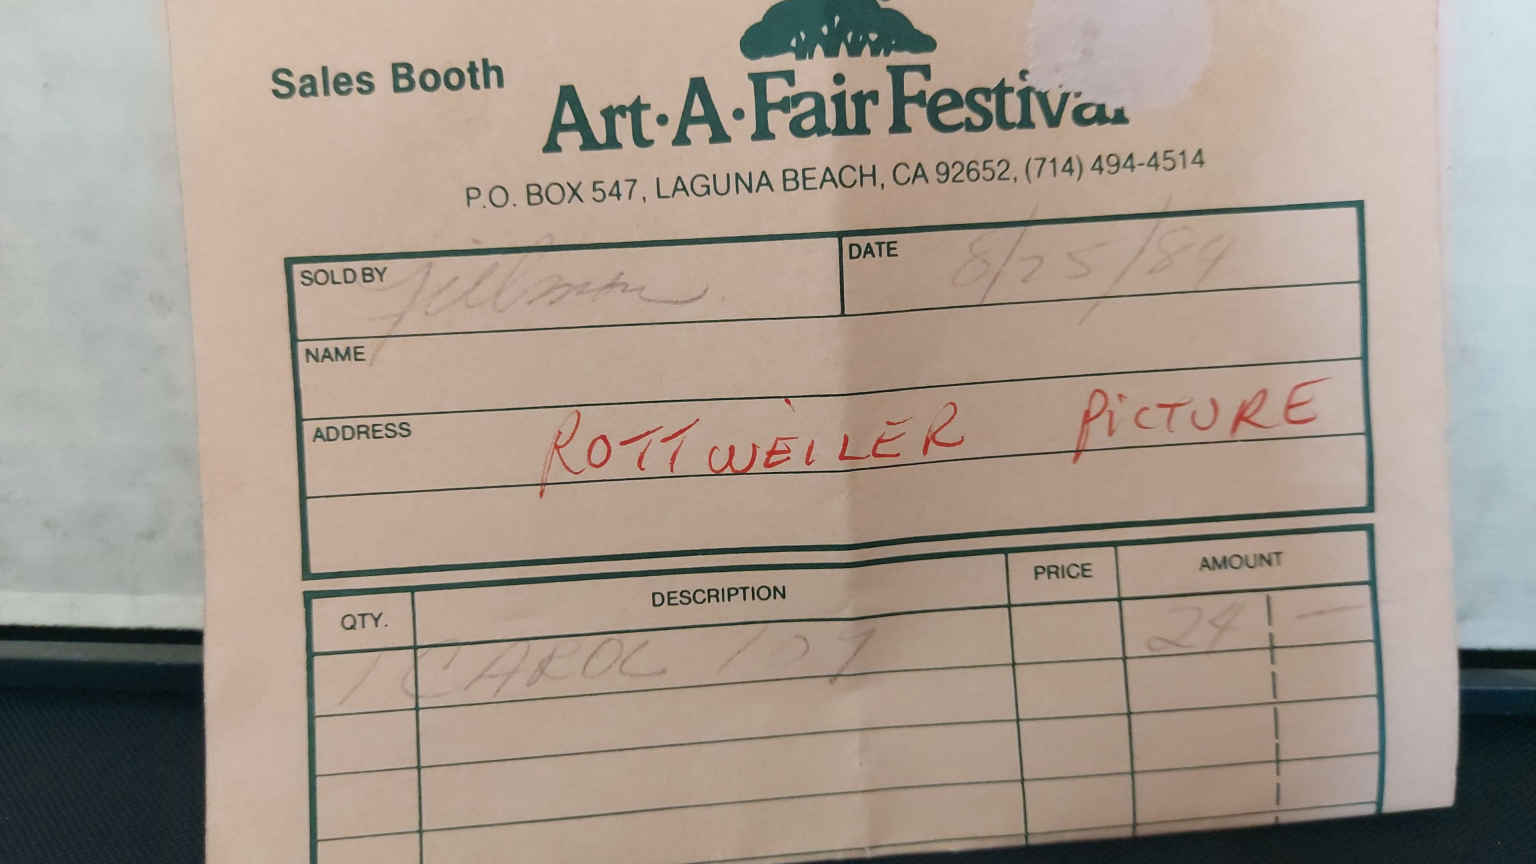 Sales Booth
Art·A·Fair Festival
P.O. BOX 547, LAGUNA BEACH, CA 92652, (714) 494-4514
SOLD BY DATE 8/25/89
NAME
ADDRESS ROTTWEILER PiCTURE
QTY. DESCRIPTION PRICE AMOUNT
1 CAROL 24 —